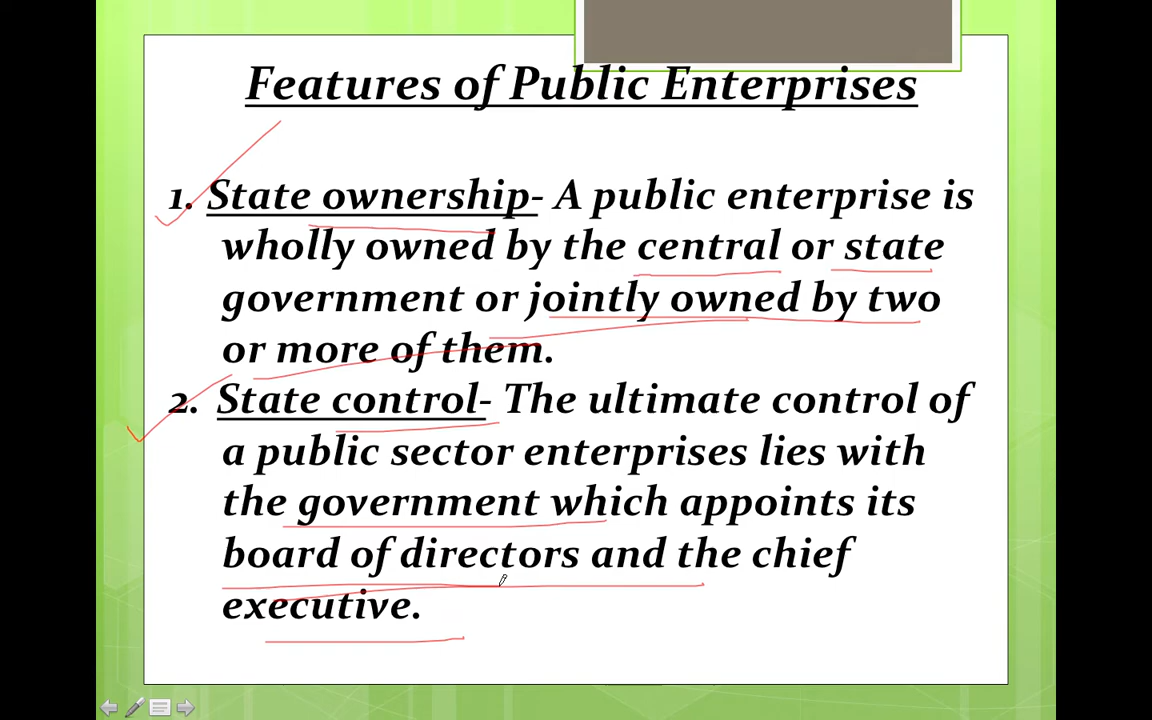 Features of Public Enterprises
1. State ownership- A public enterprise is
wholly owned by the central or state
government or jointly owned by two
or more of them.
2. State control- The ultimate control of
a public sector enterprises lies with
the government which appoints its
board of directors and the chief
executive.